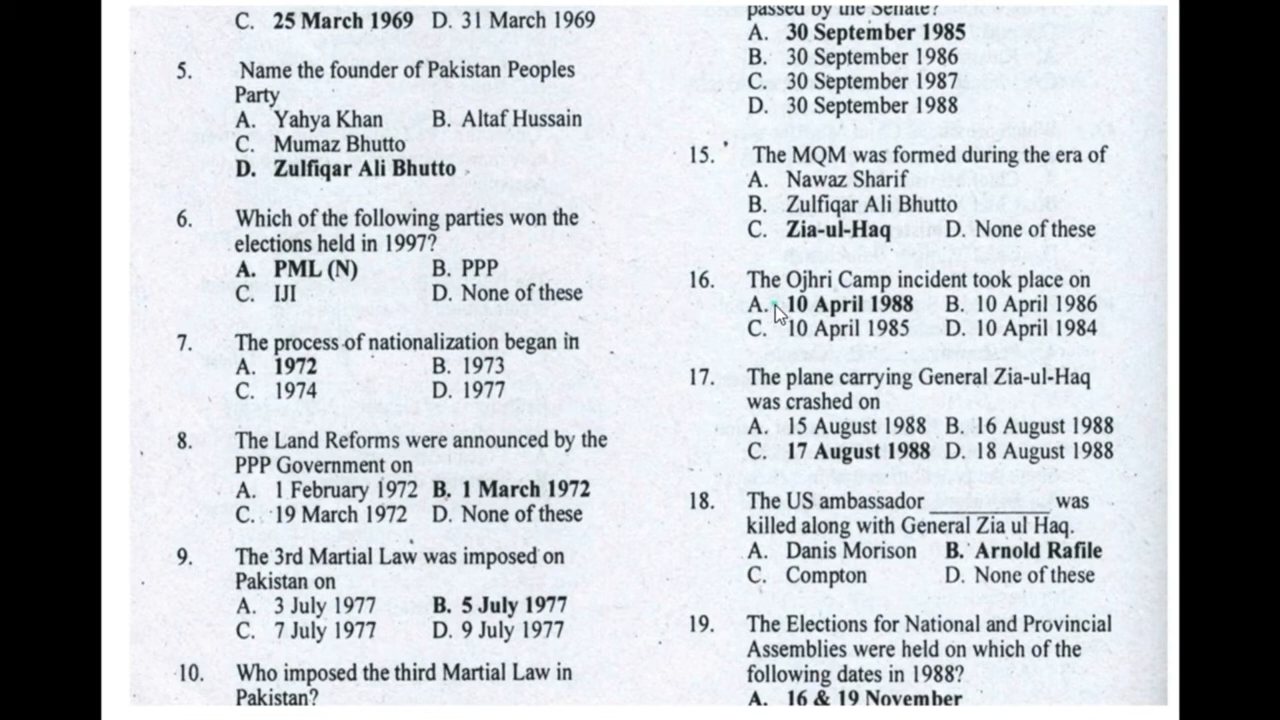 C. 25 March 1969 D. 31 March 1969
5. Name the founder of Pakistan Peoples
Party
A. Yahya Khan B. Altaf Hussain
C. Mumaz Bhutto
D. Zulfiqar Ali Bhutto
6. Which of the following parties won the
elections held in 1997?
A. PML (N) B. PPP
C. IJI D. None of these
7. The process of nationalization began in
A. 1972 B. 1973
C. 1974 D. 1977
8. The Land Reforms were announced by the
PPP Government on
A. 1 February 1972 B. 1 March 1972
C. 19 March 1972 D. None of these
9. The 3rd Martial Law was imposed on
Pakistan on
A. 3 July 1977 B. 5 July 1977
C. 7 July 1977 D. 9 July 1977
10. Who imposed the third Martial Law in
Pakistan?
passed by the Senate?
A. 30 September 1985
B. 30 September 1986
C. 30 September 1987
D. 30 September 1988
15. The MQM was formed during the era of
A. Nawaz Sharif
B. Zulfiqar Ali Bhutto
C. Zia-ul-Haq D. None of these
16. The Ojhri Camp incident took place on
A. 10 April 1988 B. 10 April 1986
C. 10 April 1985 D. 10 April 1984
17. The plane carrying General Zia-ul-Haq
was crashed on
A. 15 August 1988 B. 16 August 1988
C. 17 August 1988 D. 18 August 1988
18. The US ambassador ____________ was
killed along with General Zia ul Haq.
A. Danis Morison B. Arnold Rafile
C. Compton D. None of these
19. The Elections for National and Provincial
Assemblies were held on which of the
following dates in 1988?
A. 16 & 19 November